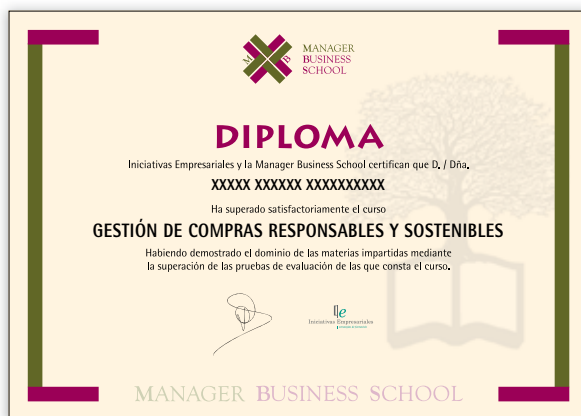 M B
MANAGER
BUSINESS
SCHOOL
DIPLOMA
Iniciativas Empresariales y la Manager Business School certifican que D. / Dña.
XXXXX XXXXXX XXXXXXXXXX
Ha superado satisfactoriamente el curso
GESTIÓN DE COMPRAS RESPONSABLES Y SOSTENIBLES
Habiendo demostrado el dominio de las materias impartidas mediante
la superación de las pruebas de evaluación de las que consta el curso.
Ie
Iniciativas Empresariales
MANAGER BUSINESS SCHOOL